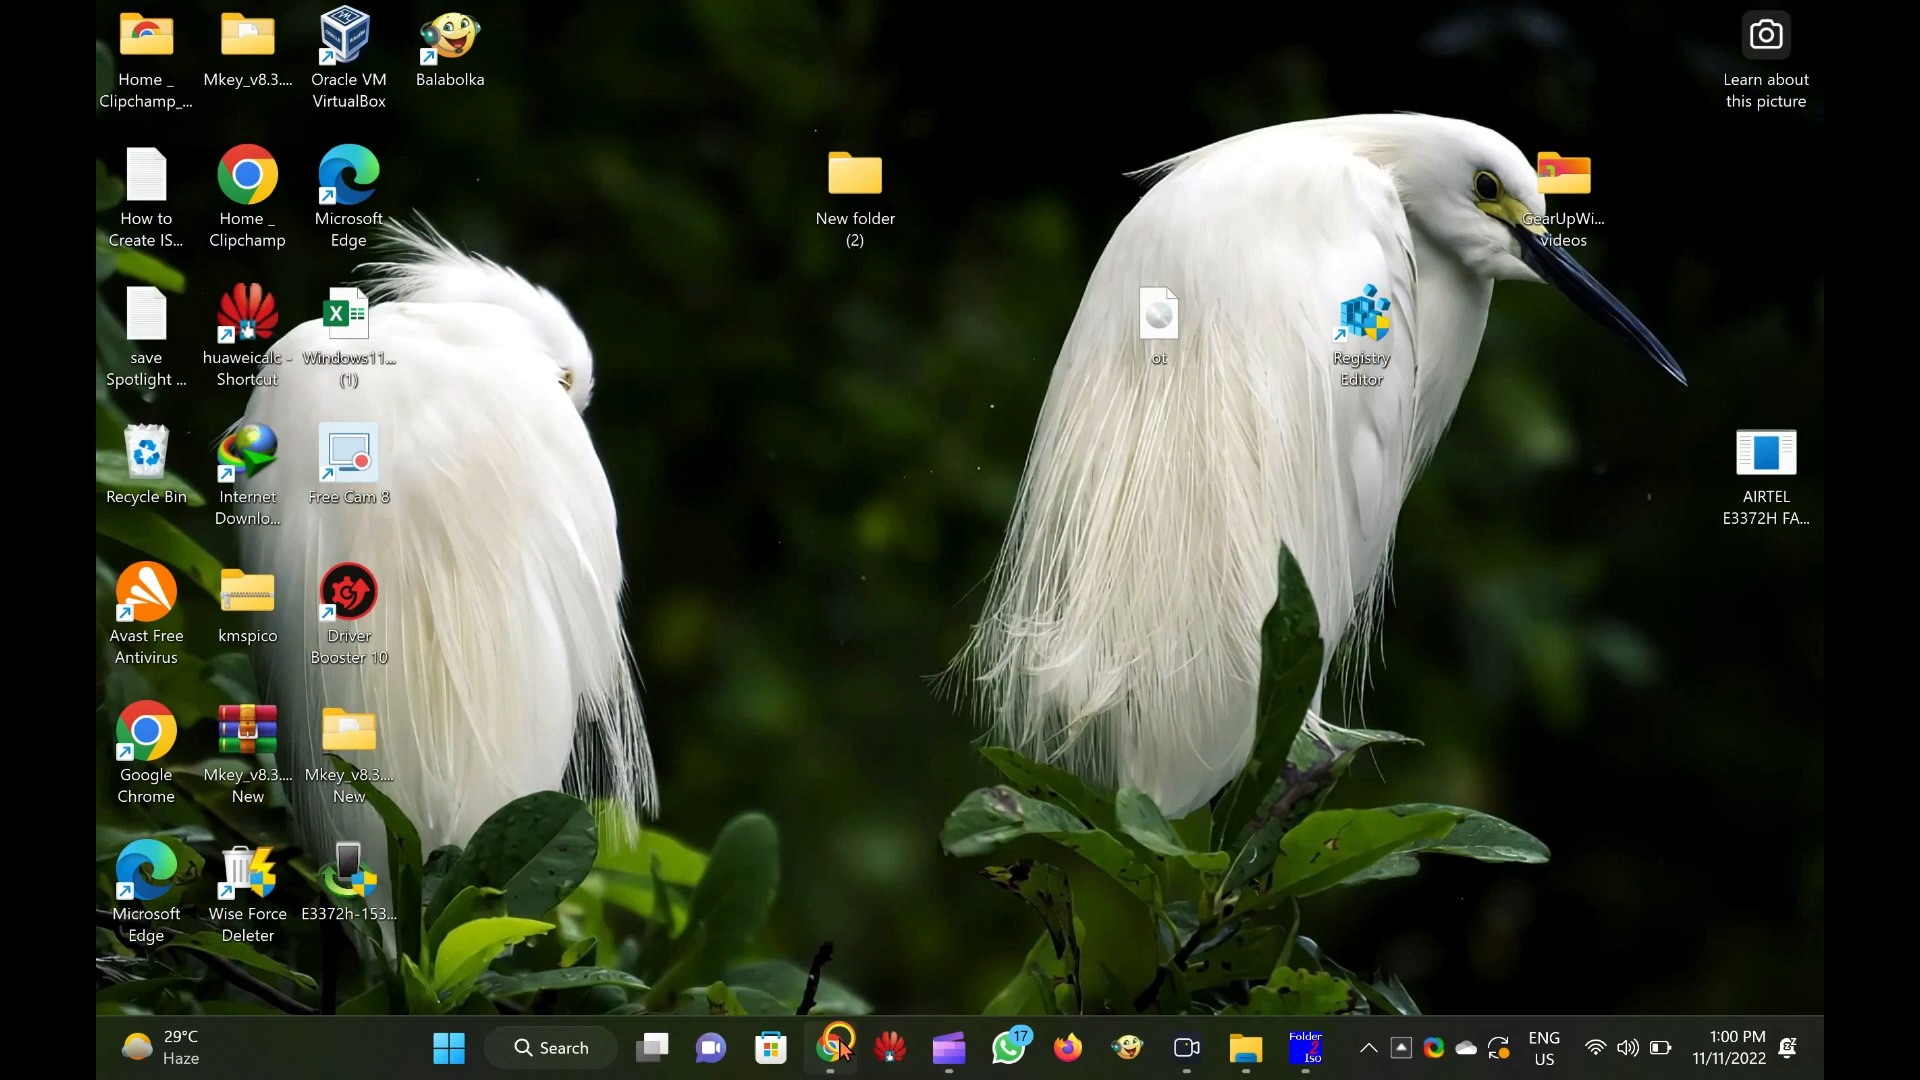 Home _
Clipchamp_...
Mkey_v8.3....
Oracle VM
VirtualBox
Balabolka
Learn about
this picture
How to
Create IS...
Home _
Clipchamp
Microsoft
Edge
New folder
(2)
GearUpWi...
videos
save
Spotlight ...
huaweicalc -
Shortcut
Windows11...
(1)
ot
Registry
Editor
Recycle Bin
Internet
Downlo...
Free Cam 8
AIRTEL
E3372H FA...
Avast Free
Antivirus
kmspico
Driver
Booster 10
Google
Chrome
Mkey_v8.3....
New
Mkey_v8.3....
New
Microsoft
Edge
Wise Force
Deleter
E3372h-153...
29°C
Haze
Search
17
Folder
2
Iso
ENG
US
1:00 PM
11/11/2022